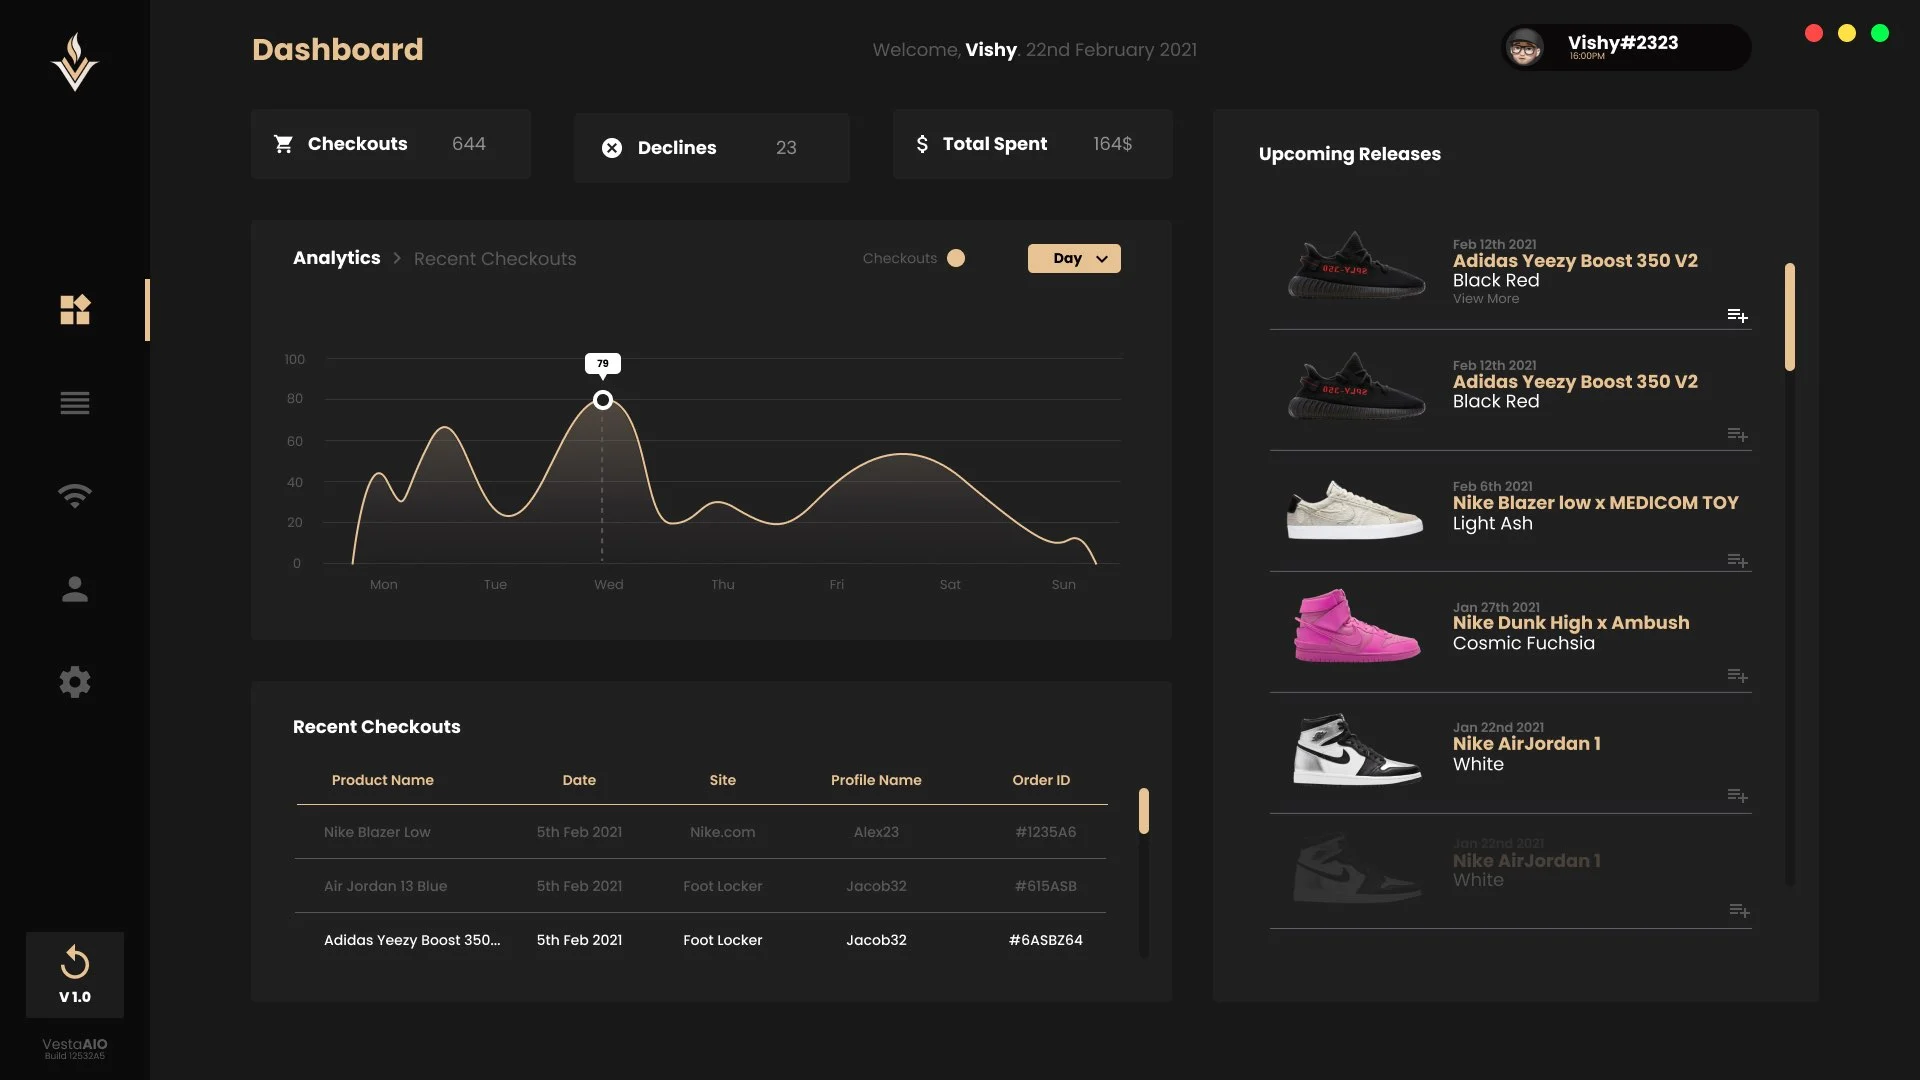 Dashboard
Welcome, Vishy. 22nd February 2021
Vishy#2323
16:00PM
Checkouts 644
Declines 23
Total Spent 164$
Analytics > Recent Checkouts
Checkouts
Day
79
100
80
60
40
20
0
Mon Tue Wed Thu Fri Sat Sun
Recent Checkouts
Product Name Date Site Profile Name Order ID
Nike Blazer Low 5th Feb 2021 Nike.com Alex23 #1235A6
Air Jordan 13 Blue 5th Feb 2021 Foot Locker Jacob32 #615ASB
Adidas Yeezy Boost 350... 5th Feb 2021 Foot Locker Jacob32 #6ASBZ64
Upcoming Releases
Feb 12th 2021
Adidas Yeezy Boost 350 V2
Black Red
View More
Feb 12th 2021
Adidas Yeezy Boost 350 V2
Black Red
Feb 6th 2021
Nike Blazer low x MEDICOM TOY
Light Ash
Jan 27th 2021
Nike Dunk High x Ambush
Cosmic Fuchsia
Jan 22nd 2021
Nike AirJordan 1
White
Jan 22nd 2021
Nike AirJordan 1
White
V 1.0
VestaAIO
Build 12532A5